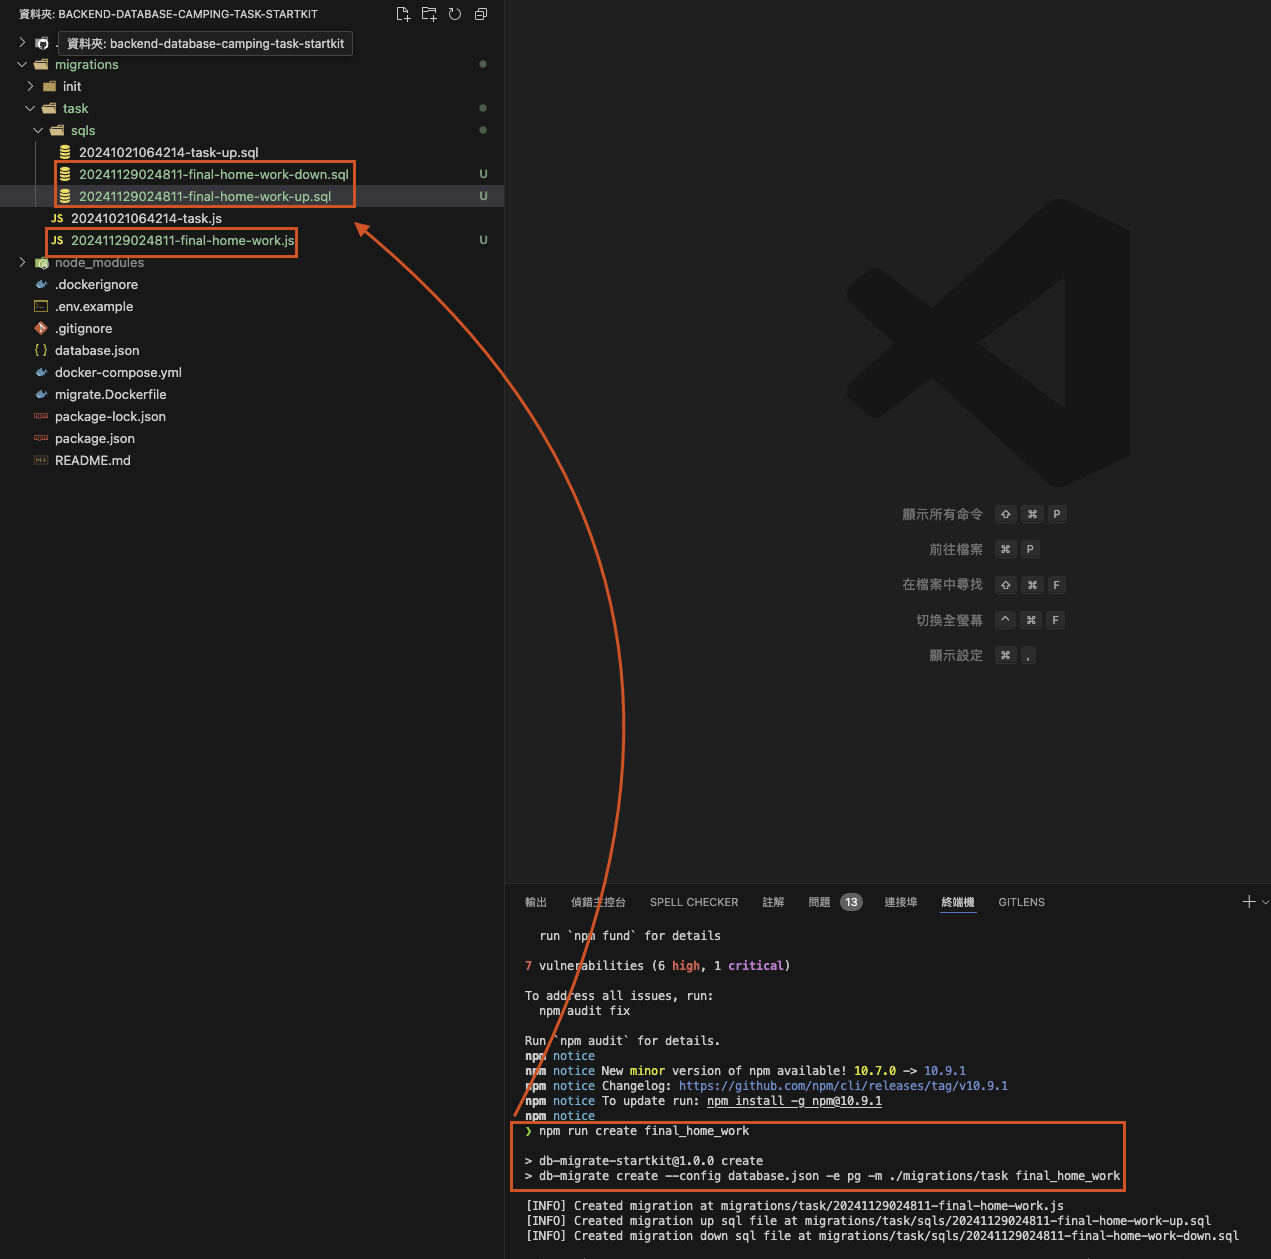 資料夾: BACKEND-DATABASE-CAMPING-TASK-STARTKIT
.
資料夾: backend-database-camping-task-startkit
migrations
init
task
sqls
20241021064214-task-up.sql
20241129024811-final-home-work-down.sql U
20241129024811-final-home-work-up.sql U
JS 20241021064214-task.js
JS 20241129024811-final-home-work.js U
node_modules
.dockerignore
.env.example
.gitignore
{ } database.json
docker-compose.yml
migrate.Dockerfile
package-lock.json
package.json
README.md
顯示所有命令 ⇧ ⌘ P
前往檔案 ⌘ P
在檔案中尋找 ⇧ ⌘ F
切換全螢幕 ^ ⌘ F
顯示設定 ⌘ ,
輸出 偵錯主控台 SPELL CHECKER 註解 問題 13 連接埠 終端機 GITLENS
run `npm fund` for details
7 vulnerabilities (6 high, 1 critical)
To address all issues, run:
npm audit fix
Run `npm audit` for details.
npm notice
npm notice New minor version of npm available! 10.7.0 -> 10.9.1
npm notice Changelog: https://github.com/npm/cli/releases/tag/v10.9.1
npm notice To update run: npm install -g npm@10.9.1
npm notice
❯ npm run create final_home_work
> db-migrate-startkit@1.0.0 create
> db-migrate create --config database.json -e pg -m ./migrations/task final_home_work
[INFO] Created migration at migrations/task/20241129024811-final-home-work.js
[INFO] Created migration up sql file at migrations/task/sqls/20241129024811-final-home-work-up.sql
[INFO] Created migration down sql file at migrations/task/sqls/20241129024811-final-home-work-down.sql